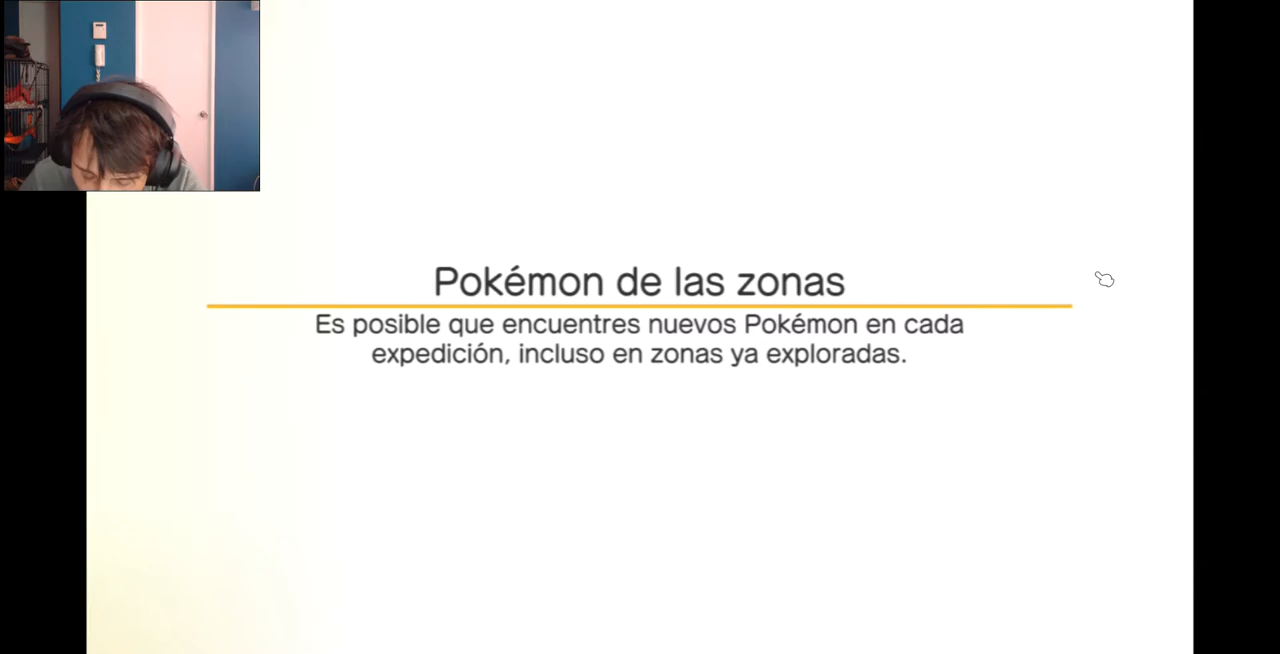 Pokémon de las zonas
Es posible que encuentres nuevos Pokémon en cada
expedición, incluso en zonas ya exploradas.